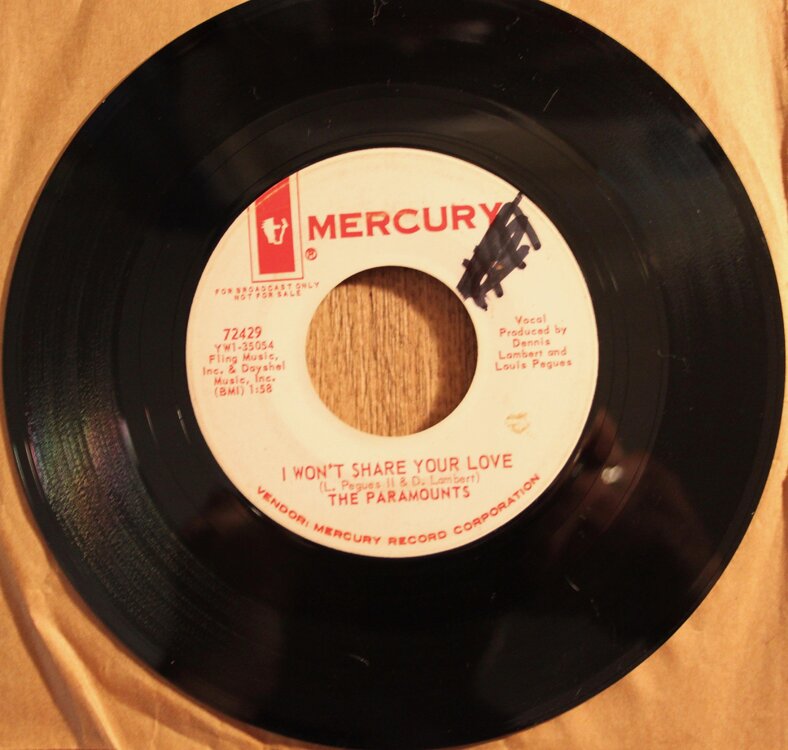 MERCURY
®
FOR BROADCAST ONLY
NOT FOR SALE
72429
YW1-35054
Fling Music,
Inc. & Dayshel
Music, Inc.
(BMI) 1:58
Vocal
Produced by
Dennis
Lambert and
Louis Pegues
I WON'T SHARE YOUR LOVE
(L. Pegues II & D. Lambert)
THE PARAMOUNTS
VENDOR: MERCURY RECORD CORPORATION